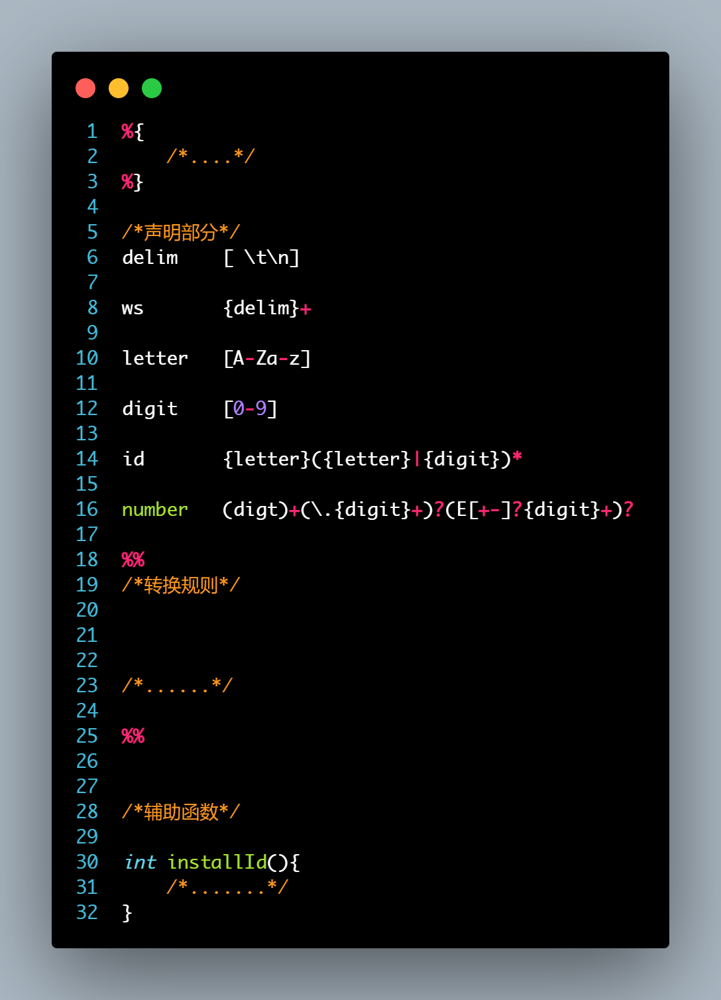 1 %{
2 /*....*/
3 %}
4
5 /*声明部分*/
6 delim [ \t\n]
7
8 ws {delim}+
9
10 letter [A-Za-z]
11
12 digit [0-9]
13
14 id {letter}({letter}|{digit})*
15
16 number (digt)+(\.{digit}+)?(E[+-]?{digit}+)?
17
18 %%
19 /*转换规则*/
20
21
22
23 /*......*/
24
25 %%
26
27
28 /*辅助函数*/
29
30 int installId(){
31 /*.......*/
32 }